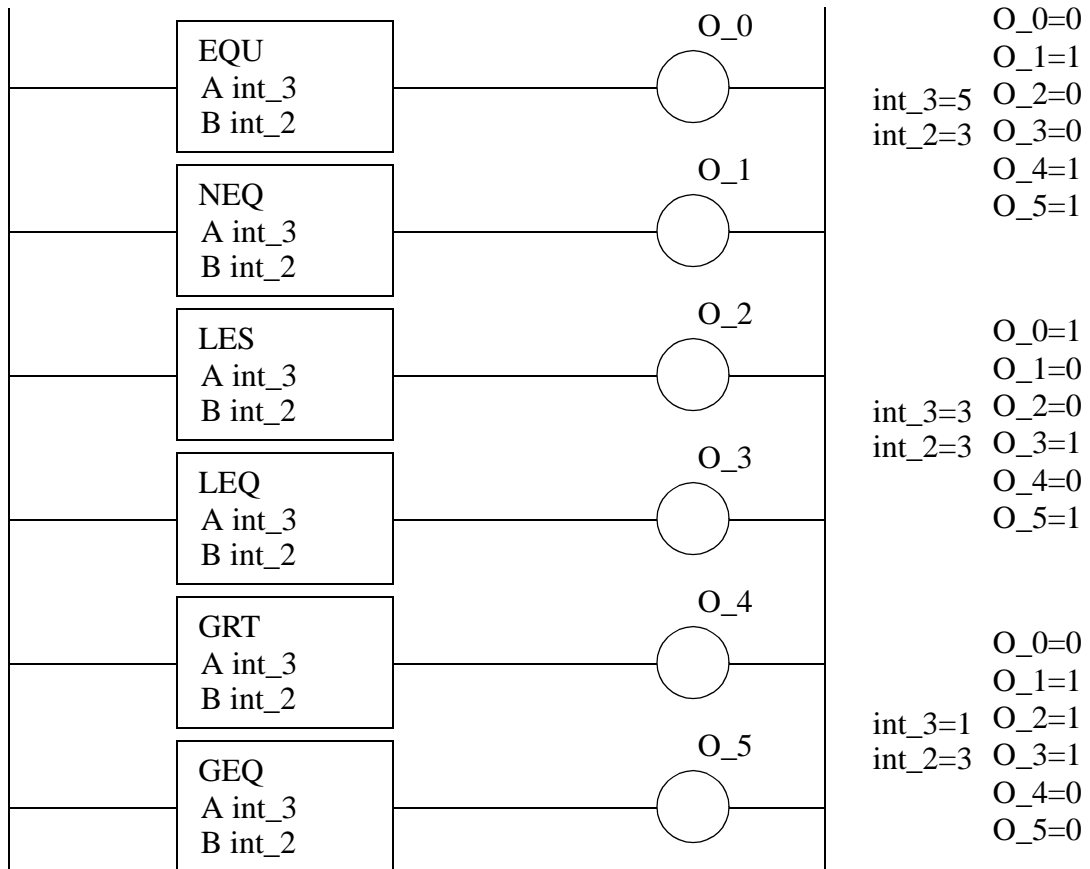 EQU
A int_3
B int_2
O_0
NEQ
A int_3
B int_2
O_1
LES
A int_3
B int_2
O_2
LEQ
A int_3
B int_2
O_3
GRT
A int_3
B int_2
O_4
GEQ
A int_3
B int_2
O_5
int_3=5
int_2=3
O_0=0
O_1=1
O_2=0
O_3=0
O_4=1
O_5=1
int_3=3
int_2=3
O_0=1
O_1=0
O_2=0
O_3=1
O_4=0
O_5=1
int_3=1
int_2=3
O_0=0
O_1=1
O_2=1
O_3=1
O_4=0
O_5=0